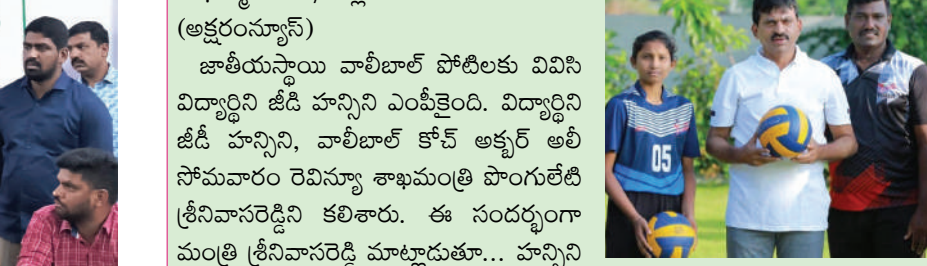 (అక్షరంన్యూస్)
జాతీయస్థాయి వాలీబాల్ పోటిలకు వివిసి
విద్యార్థిని జీడి హన్సిని ఎంపీకైంది. విద్యార్థిని
జీడీ హన్సిని, వాలీబాల్ కోచ్ అక్బర్ అలీ
సోమవారం రెవిన్యూ శాఖమంత్రి పొంగులేటి
శ్రీనివాసరెడ్డిని కలిశారు. ఈ సందర్భంగా
మంత్రి శ్రీనివాసరెడ్డి మాట్లాడుతూ... హన్సిని
05